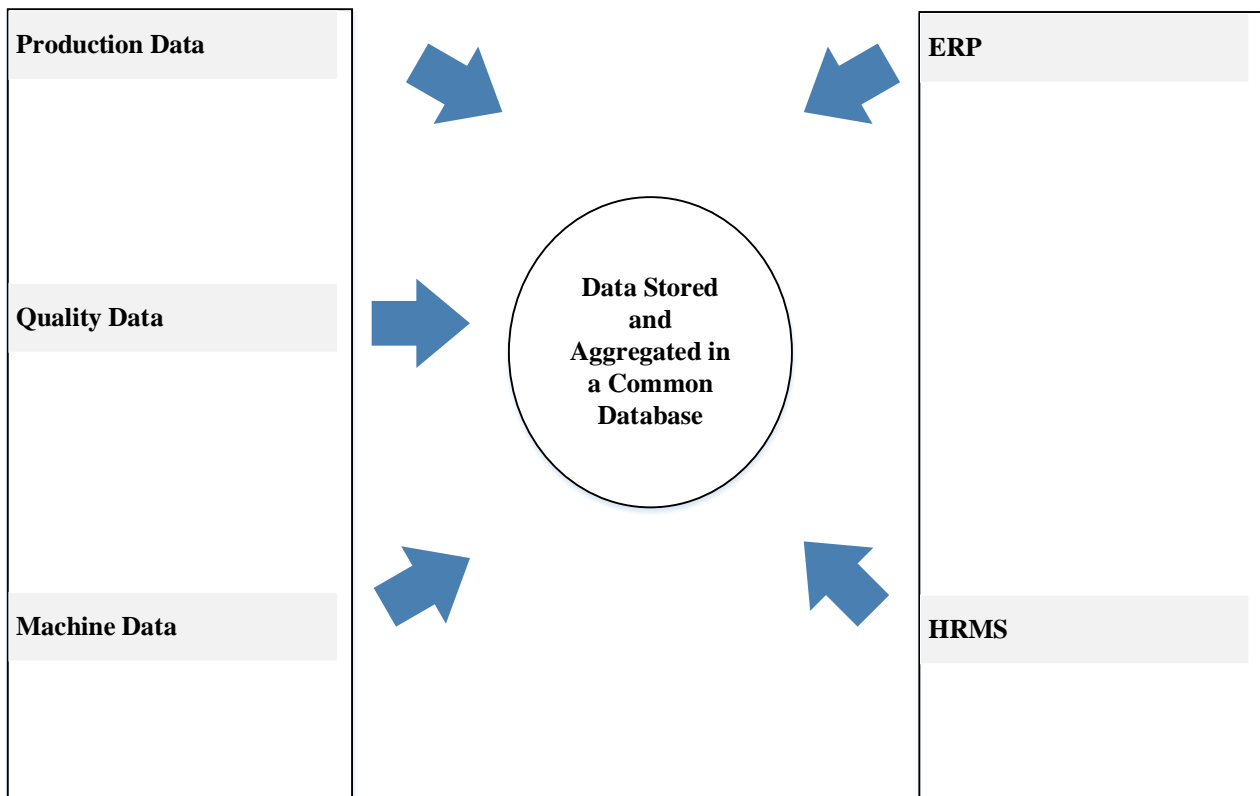 Production Data
ERP
Data Stored
and
Aggregated in
a Common
Database
Quality Data
Machine Data
HRMS